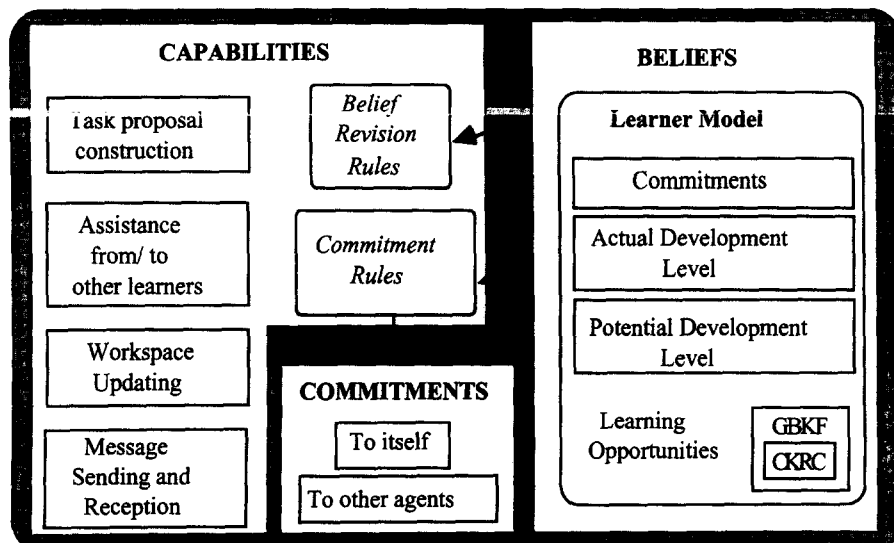 CAPABILITIES
Task proposal
construction
Assistance
from/ to
other learners
Workspace
Updating
Message
Sending and
Reception
Belief
Revision
Rules
Commitment
Rules
COMMITMENTS
To itself
To other agents
BELIEFS
Learner Model
Commitments
Actual Development
Level
Potential Development
Level
Learning
Opportunities
GBKF
CKRC